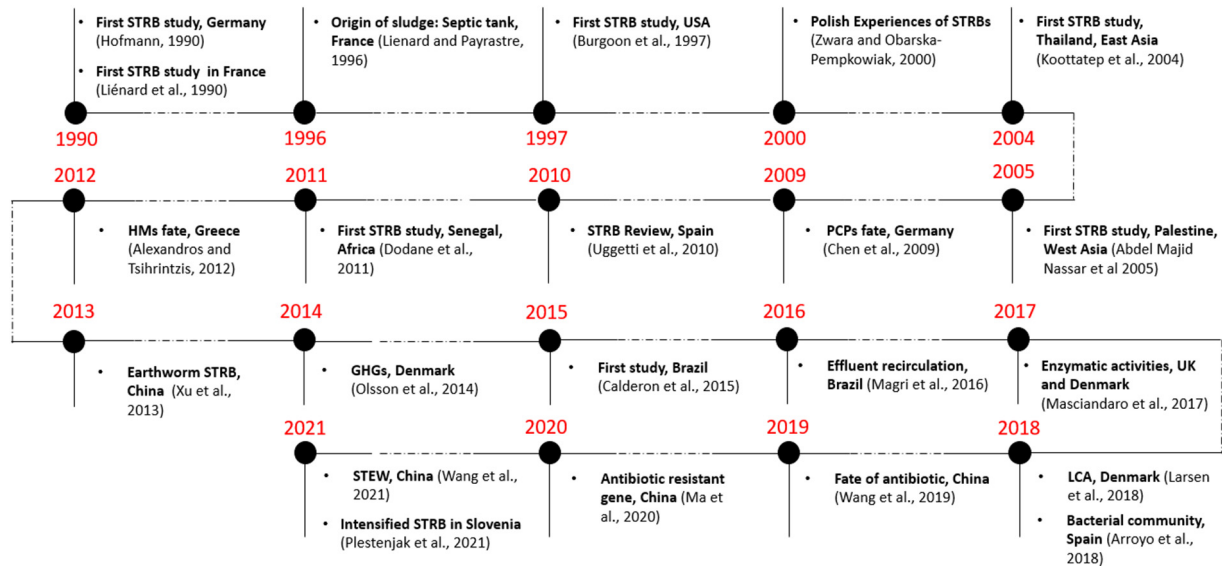 • First STRB study, Germany
(Hofmann, 1990)
• First STRB study in France
(Liénard et al., 1990)
• Origin of sludge: Septic tank,
France (Lienard and Payrastre,
1996)
• First STRB study, USA
(Burgoon et al., 1997)
• Polish Experiences of STRBs
(Zwara and Obarska-
Pempkowiak, 2000)
• First STRB study,
Thailand, East Asia
(Koottatep et al., 2004)
1990
1996
1997
2000
2004
2012
2011
2010
2009
2005
• HMs fate, Greece
(Alexandros and
Tsihrintzis, 2012)
• First STRB study, Senegal,
Africa (Dodane et al.,
2011)
• STRB Review, Spain
(Uggetti et al., 2010)
• PCPs fate, Germany
(Chen et al., 2009)
• First STRB study, Palestine,
West Asia (Abdel Majid
Nassar et al 2005)
2013
2014
2015
2016
2017
• Earthworm STRB,
China (Xu et al.,
2013)
• GHGs, Denmark
(Olsson et al., 2014)
• First study, Brazil
(Calderon et al., 2015)
• Effluent recirculation,
Brazil (Magri et al., 2016)
• Enzymatic activities, UK
and Denmark
(Masciandaro et al., 2017)
2021
2020
2019
2018
• STEW, China (Wang et al.,
2021)
• Intensified STRB in Slovenia
(Plestenjak et al., 2021)
• Antibiotic resistant
gene, China (Ma et
al., 2020)
• Fate of antibiotic, China
(Wang et al., 2019)
• LCA, Denmark (Larsen
et al., 2018)
• Bacterial community,
Spain (Arroyo et al.,
2018)